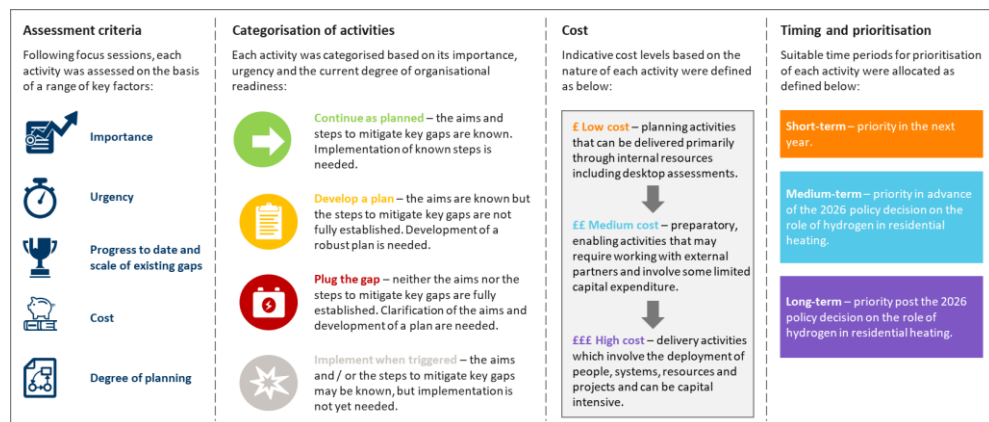 Assessment criteria
Following focus sessions, each
activity was assessed on the basis
of a range of key factors:
Importance
Urgency
Progress to date and
scale of existing gaps
Cost
Degree of planning
Categorisation of activities
Each activity was categorised based on its importance,
urgency and the current degree of organisational
readiness:
Continue as planned – the aims and
steps to mitigate key gaps are known.
Implementation of known steps is
needed.
Develop a plan – the aims are known but
the steps to mitigate key gaps are not
fully established. Development of a
robust plan is needed.
Plug the gap – neither the aims nor the
steps to mitigate key gaps are fully
established. Clarification of the aims and
development of a plan are needed.
Implement when triggered – the aims
and / or the steps to mitigate key gaps
may be known, but implementation is
not yet needed.
Cost
Indicative cost levels based on the
nature of each activity were defined
as below:
£ Low cost – planning activities
that can be delivered primarily
through internal resources
including desktop assessments.
££ Medium cost – preparatory,
enabling activities that may
require working with external
partners and involve some limited
capital expenditure.
£££ High cost – delivery activities
which involve the deployment of
people, systems, resources and
projects and can be capital
intensive.
Timing and prioritisation
Suitable time periods for prioritisation
of each activity were allocated as
defined below:
Short-term – priority in the next
year.
Medium-term – priority in advance
of the 2026 policy decision on the
role of hydrogen in residential
heating.
Long-term – priority post the 2026
policy decision on the role of
hydrogen in residential heating.